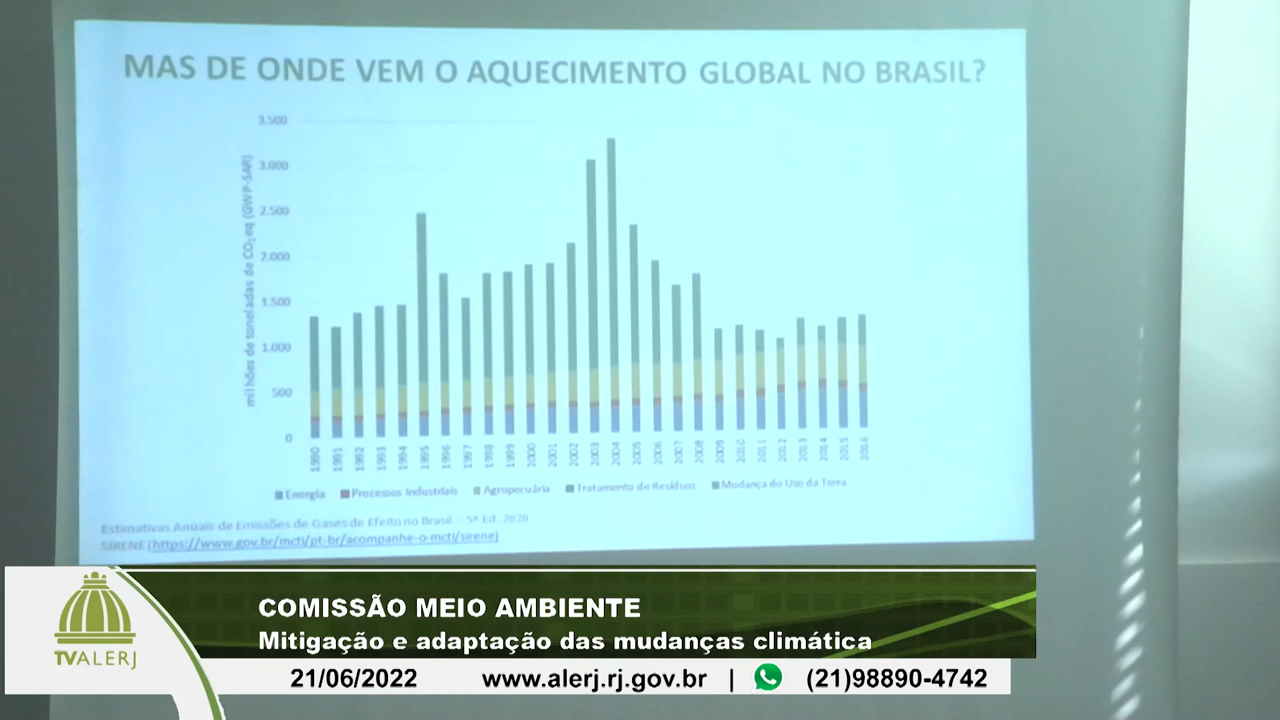 MAS DE ONDE VEM O AQUECIMENTO GLOBAL NO BRASIL?
milhões de toneladas de CO₂eq (GWP-SAR)
3.500
3.000
2.500
2.000
1.500
1.000
500
0
1990 1991 1992 1993 1994 1995 1996 1997 1998 1999 2000 2001 2002 2003 2004 2005 2006 2007 2008 2009 2010 2011 2012 2013 2014 2015 2016
Energia Processos Industriais Agropecuária Tratamento de Resíduos Mudança do Uso da Terra
Estimativas Anuais de Emissões de Gases de Efeito no Brasil – 5ª Ed. 2020
SIRENE (https://www.gov.br/mcti/pt-br/acompanhe-o-mcti/sirene)
COMISSÃO MEIO AMBIENTE
Mitigação e adaptação das mudanças climática
TVALERJ
21/06/2022 www.alerj.rj.gov.br | (21)98890-4742